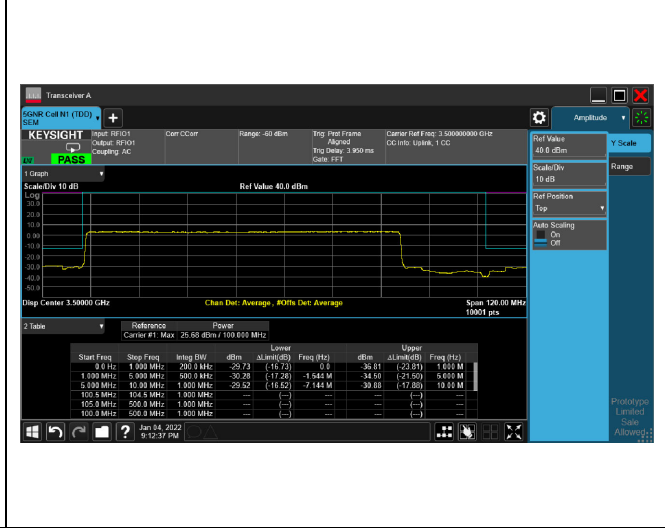 Transceiver A
5GNR Cell N1 (TDD)
SEM
+
Amplitude
KEYSIGHT
LV
PASS
Input: RFIO1
Output: RFIO1
Coupling: AC
Corr CCorr
Range: -60 dBm
Trig: Prot Frame
Aligned
Trig Delay: 3.950 ms
Gate: FFT
Carrier Ref Freq: 3.500000000 GHz
CC Info: Uplink, 1 CC
Ref Value
40.0 dBm
Y Scale
Scale/Div
10 dB
Range
Ref Position
Top
Auto Scaling
On
Off
1 Graph
Scale/Div 10 dB
Ref Value 40.0 dBm
Log
30.0
20.0
10.0
0.00
-10.0
-20.0
-30.0
-40.0
-50.0
Disp Center 3.50000 GHz
Chan Det: Average , #Offs Det: Average
Span 120.00 MHz
10001 pts
2 Table
Reference Power
Carrier #1: Max 25.68 dBm / 100.000 MHz
Lower Upper
Start Freq Stop Freq Integ BW dBm ΔLimit(dB) Freq (Hz) dBm ΔLimit(dB) Freq (Hz)
0.0 Hz 1.000 MHz 200.0 kHz -29.73 (-16.73) 0.0 -36.81 (-23.81) 1.000 M
1.000 MHz 5.000 MHz 500.0 kHz -30.28 (-17.28) -1.544 M -34.50 (-21.50) 5.000 M
5.000 MHz 10.00 MHz 1.000 MHz -29.52 (-16.52) -7.144 M -30.88 (-17.88) 10.00 M
100.5 MHz 104.5 MHz 1.000 MHz --- (---) --- (---)
105.0 MHz 500.0 MHz 1.000 MHz --- (---) --- (---)
100.0 MHz 500.0 MHz 1.000 MHz --- (---) --- (---)
?
Jan 04, 2022
9:12:37 PM
Prototype
Limited
Sale
Allowed